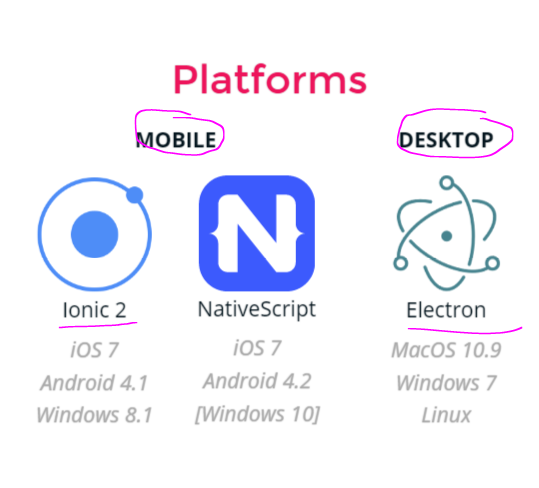 Platforms
MOBILE
DESKTOP
Ionic 2
NativeScript
Electron
iOS 7
iOS 7
MacOS 10.9
Android 4.1
Android 4.2
Windows 7
Windows 8.1
[Windows 10]
Linux